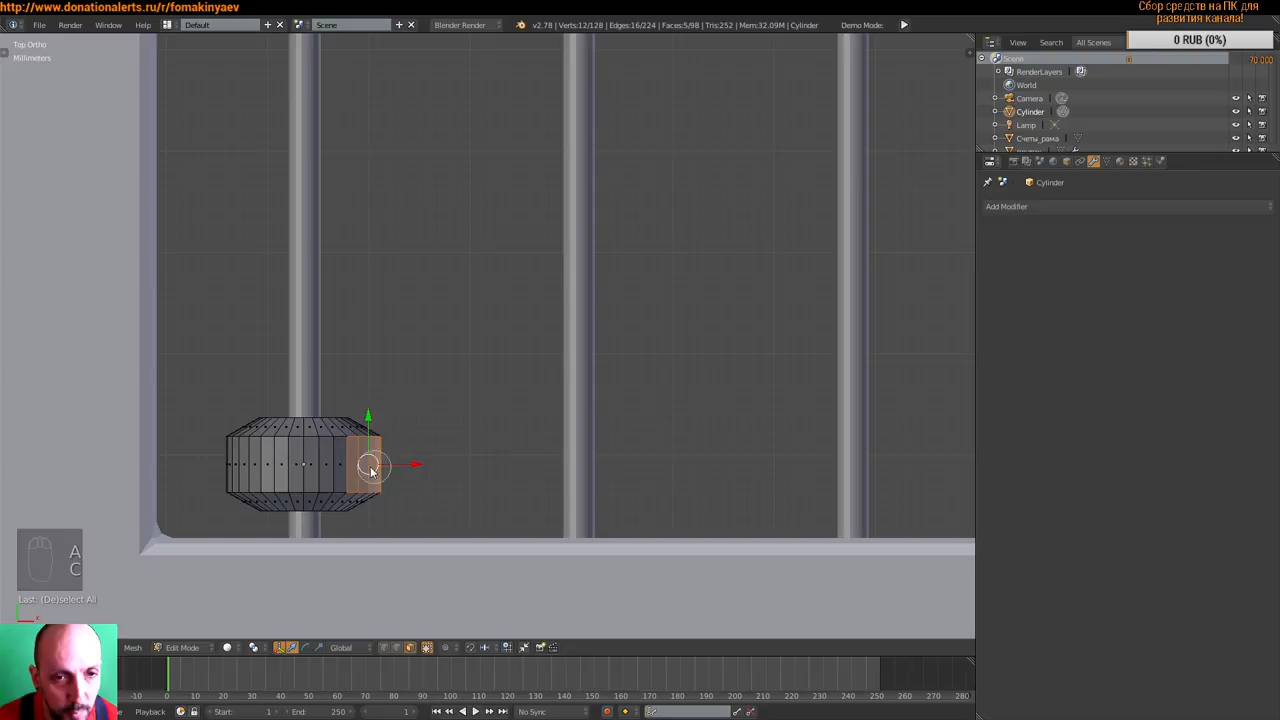 http://www.donationalerts.ru/r/fomakinyaev
Сбор средств на ПК для
развития канала!
0 RUB (0%)
70 000
File Render Window Help Default Scene Blender Render v2.78 | Verts:12/128 | Edges:16/224 | Faces:5/98 | Tris:252 | Mem:32.09M | Cylinder Demo Mode:
Top Ortho
Millimeters
View Search All Scenes
Scene
RenderLayers
World
Camera
Cylinder
Lamp
Счеты_рама
Cylinder
Add Modifier
A
C
Last: (De)select All
x
Mesh Edit Mode Global
-10 0 10 20 30 40 50 60 70 80 90 100 110 120 130 140 150 160 170 180 190 200 210 220 230 240 250 260 270 280
Playback Start: 1 End: 250 1 No Sync